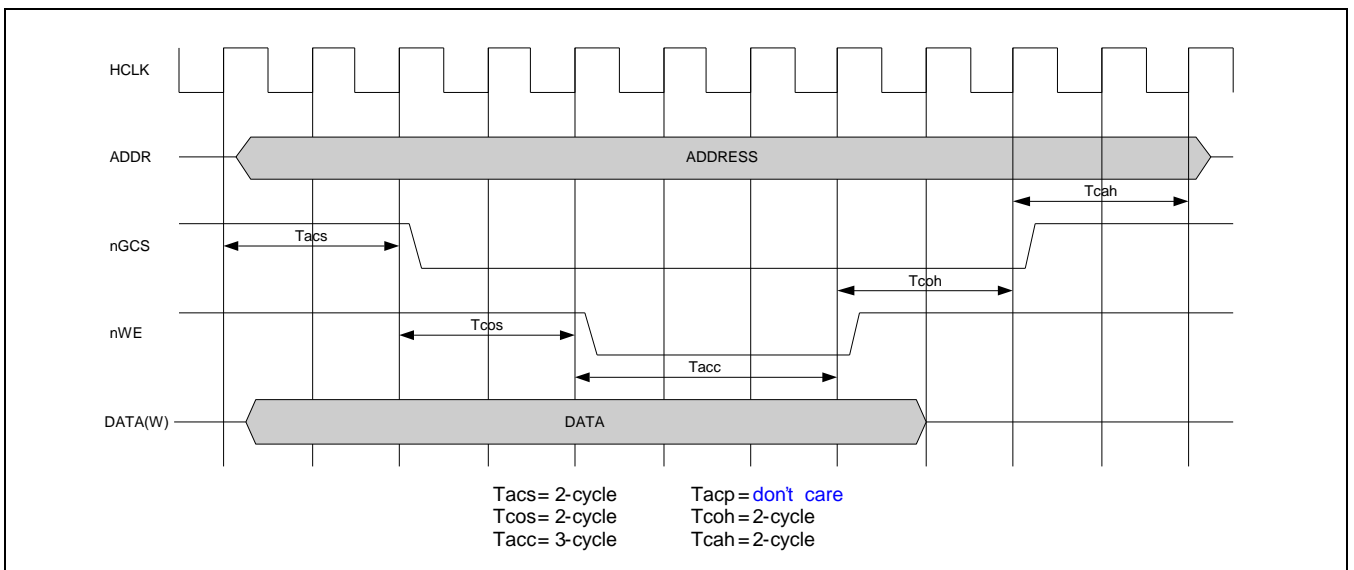 HCLK
ADDR
ADDRESS
Tcah
nGCS
Tacs
Tcoh
nWE
Tcos
Tacc
DATA(W)
DATA
Tacs= 2-cycle Tacp=don't care
Tcos= 2-cycle Tcoh=2-cycle
Tacc= 3-cycle Tcah=2-cycle